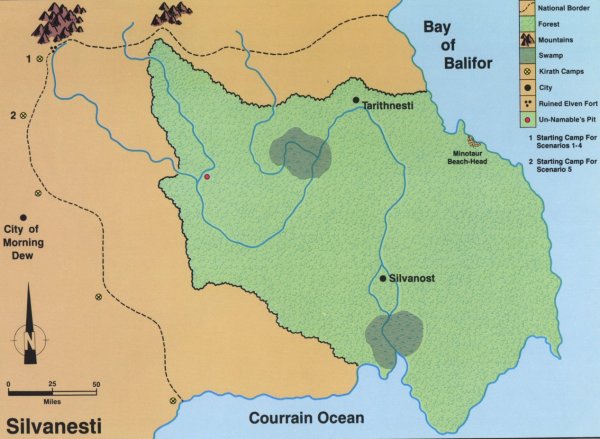 Bay
of
Balifor
National Border
Forest
Mountains
Swamp
Kirath Camps
City
Ruined Elven Fort
Un-Namable's Pit
1 Starting Camp For
Scenarios 1-4
2 Starting Camp For
Scenario 5
1
2
Tarithnesti
Minotaur
Beach-Head
City of
Morning
Dew
Silvanost
N
0 25 50
Miles
Silvanesti
Courrain Ocean